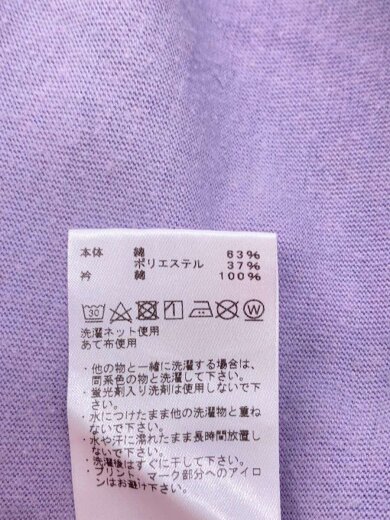 本体 綿 63%
ポリエステル 37%
衿 綿 100%
30 W
洗濯ネット使用
あて布使用
・他の物と一緒に洗濯する場合は、
同系色の物と洗濯して下さい。
・蛍光剤入り洗剤は使用しないで下
さい。
・水につけたまま他の洗濯物と重ね
ないで下さい。
・水や汗に濡れたまま長時間放置し
ないで下さい。
・洗濯後はすぐに干して下さい。
・プリント、マーク部分へのアイロ
ンはお避け下さい。